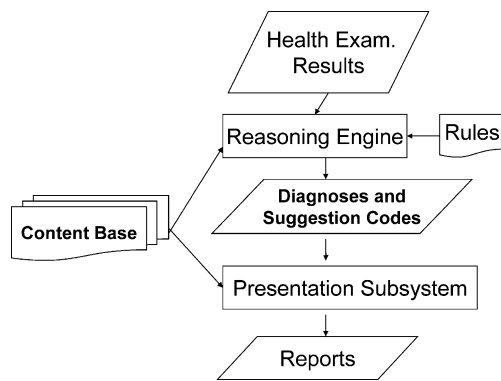 Health Exam.
Results
Reasoning Engine
Rules
Diagnoses and
Suggestion Codes
Content Base
Presentation Subsystem
Reports